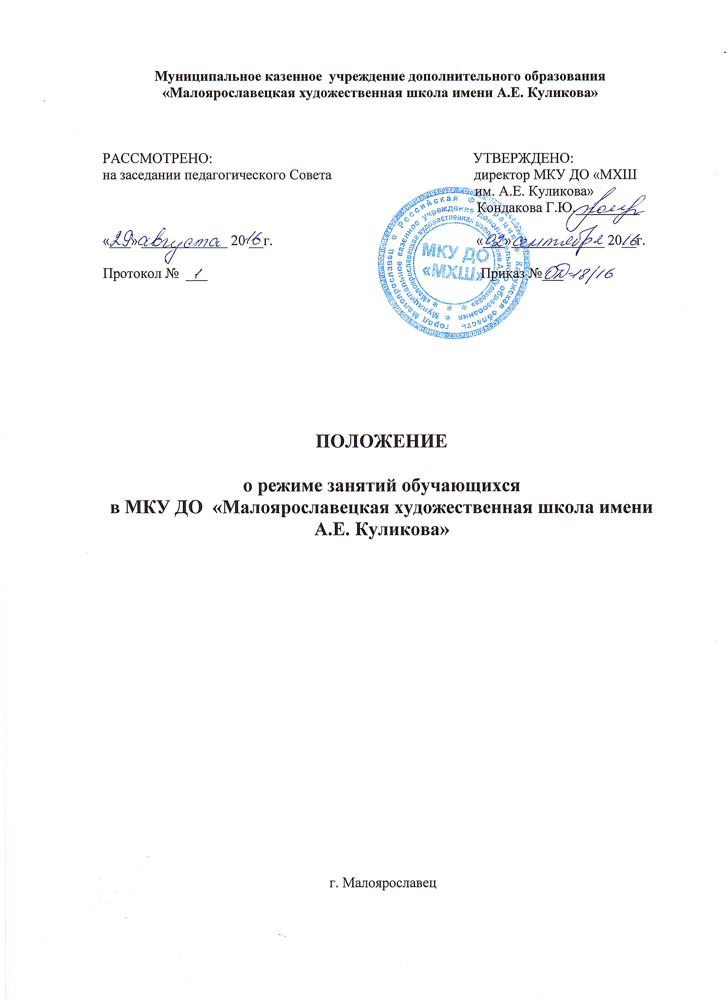 Муниципальное казенное учреждение дополнительного образования
«Малоярославецкая художественная школа имени А.Е. Куликова»
РАССМОТРЕНО:
на заседании педагогического Совета
«29» августа 2016 г.
Протокол № 1
УТВЕРЖДЕНО:
директор МКУ ДО «МХШ
им. А.Е. Куликова»
Кондакова Г.Ю.
«02» сентября 2016г.
Приказ № ОД-18/16
Российская Федерация * Калужская область
город Малоярославец *
* Муниципальное казенное учреждение дополнительного образования
* «Малоярославецкая художественная школа имени А.Е. Куликова» *
МКУ ДО
«МХШ»
ПОЛОЖЕНИЕ
о режиме занятий обучающихся
в МКУ ДО «Малоярославецкая художественная школа имени
А.Е. Куликова»
г. Малоярославец